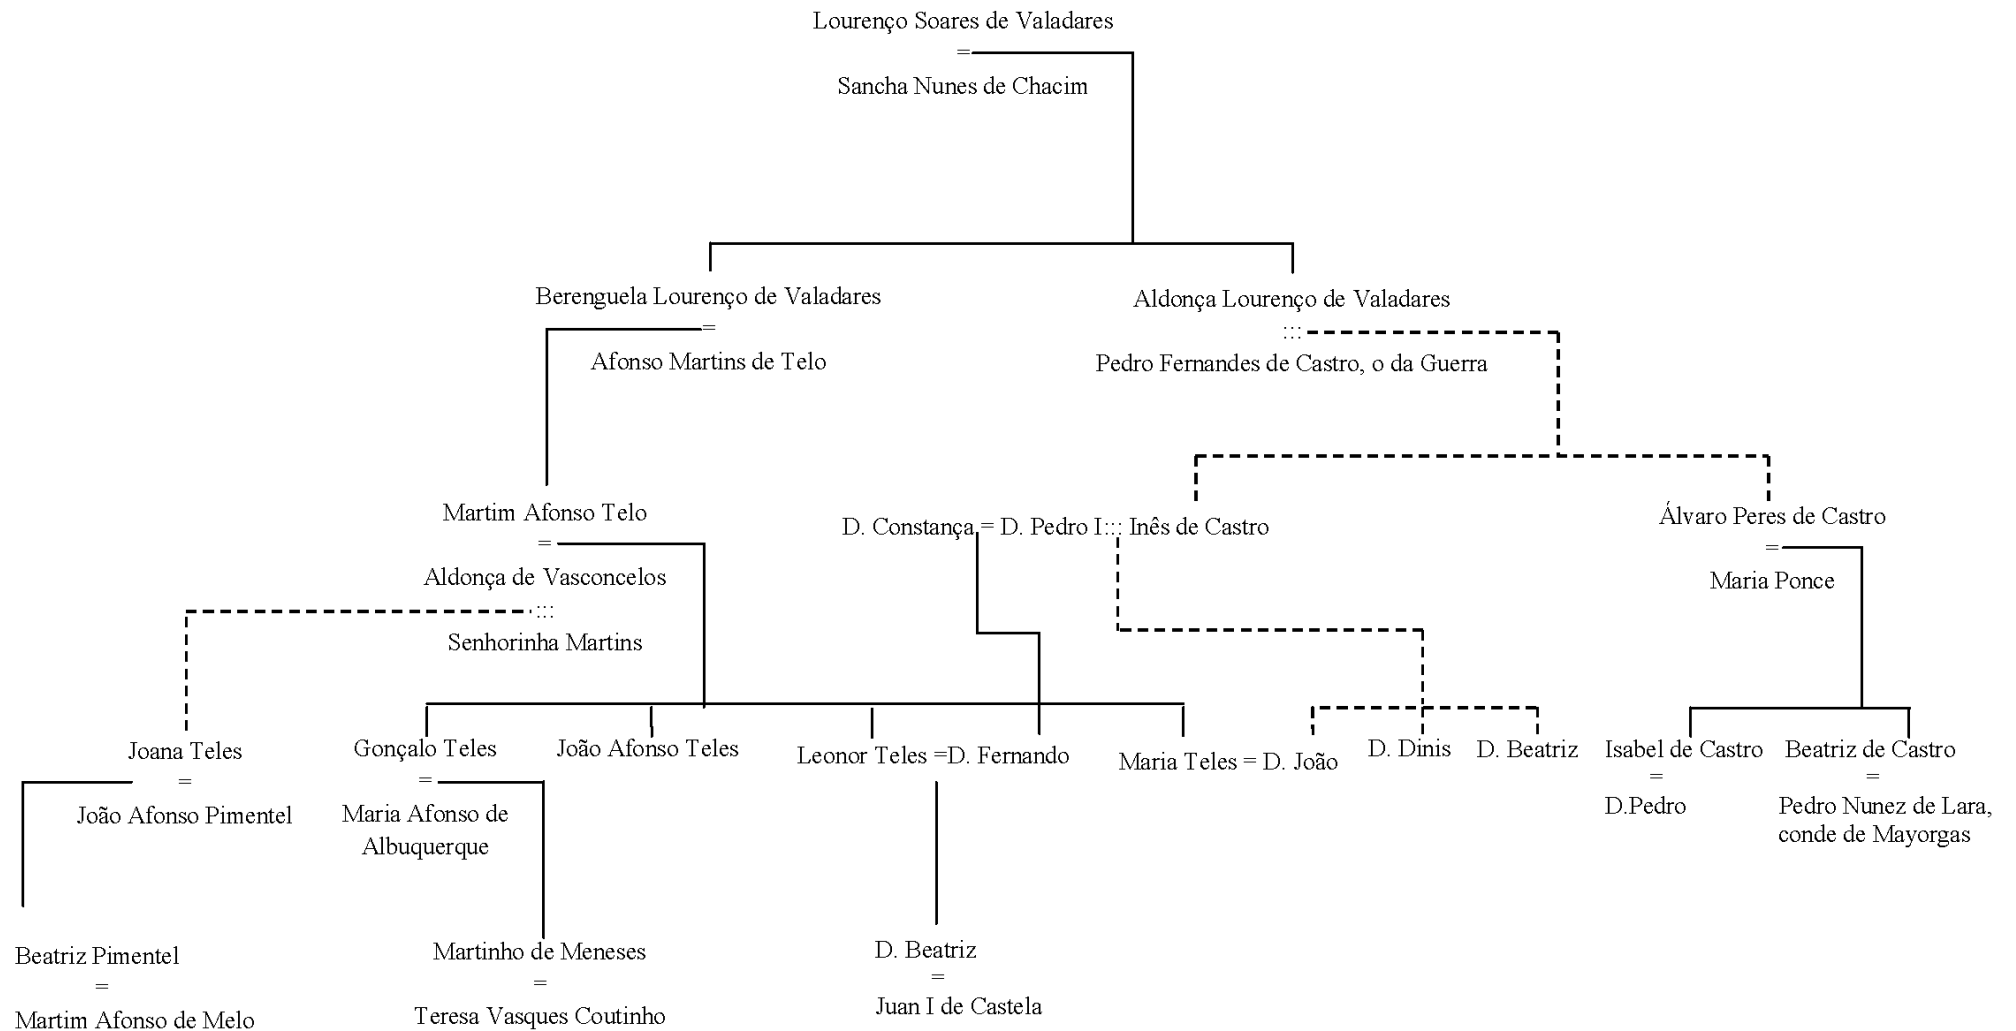 Lourenço Soares de Valadares
=
Sancha Nunes de Chacim
Berenguela Lourenço de Valadares
=
Afonso Martins de Telo
Aldonça Lourenço de Valadares
:::
Pedro Fernandes de Castro, o da Guerra
Martim Afonso Telo
=
Aldonça de Vasconcelos
:::
Senhorinha Martins
D. Constança = D. Pedro I ::: Inês de Castro
Álvaro Peres de Castro
=
Maria Ponce
Joana Teles
=
João Afonso Pimentel
Gonçalo Teles
=
Maria Afonso de
Albuquerque
João Afonso Teles
Leonor Teles =D. Fernando
Maria Teles = D. João
D. Dinis
D. Beatriz
Isabel de Castro
=
D.Pedro
Beatriz de Castro
=
Pedro Nunez de Lara,
conde de Mayorgas
Beatriz Pimentel
=
Martim Afonso de Melo
Martinho de Meneses
=
Teresa Vasques Coutinho
D. Beatriz
=
Juan I de Castela